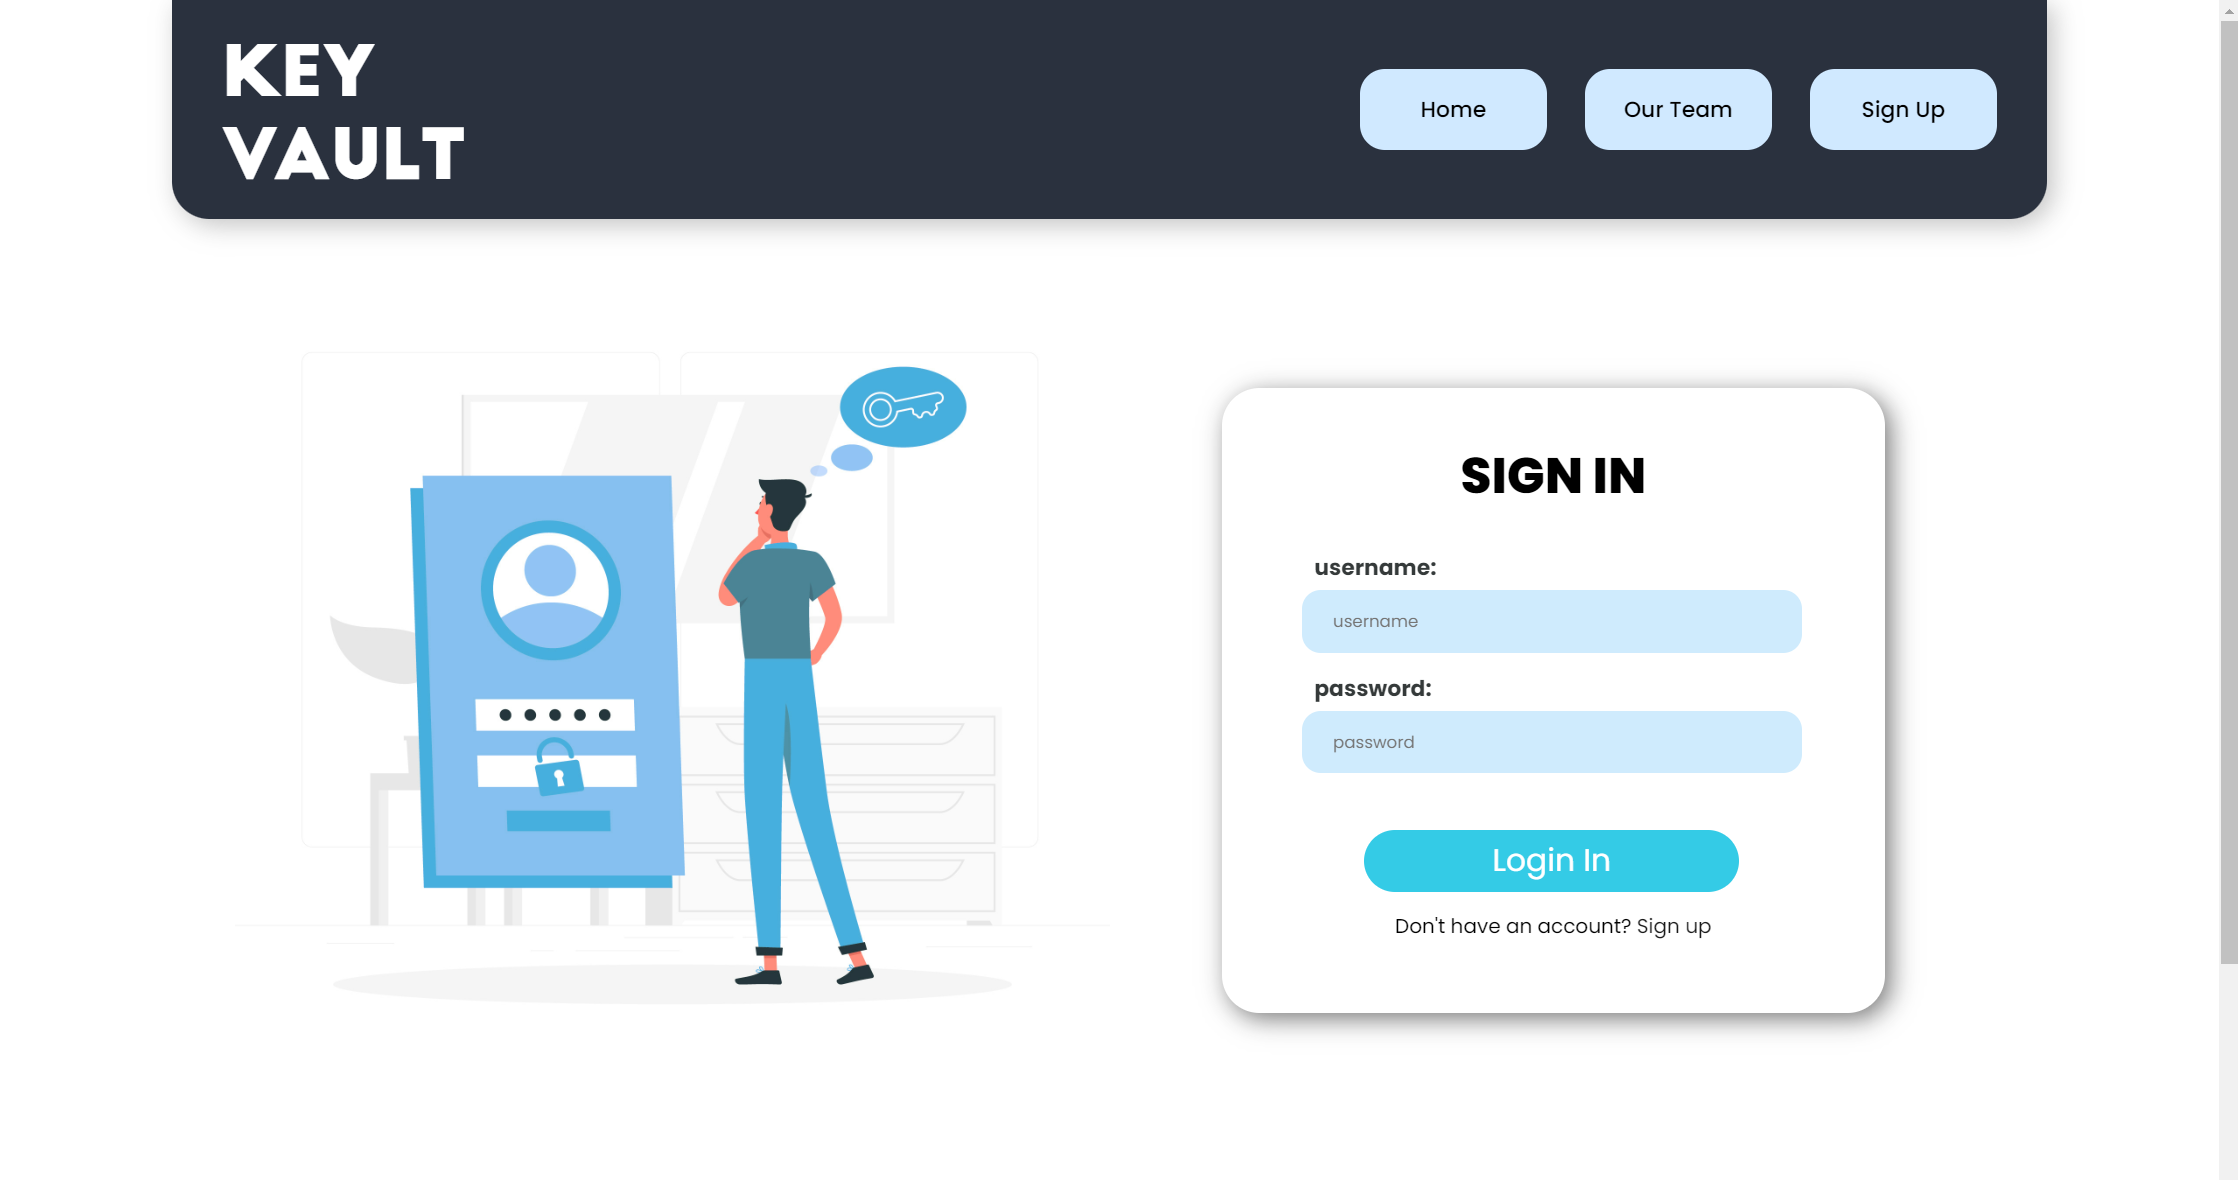 KEY
VAULT
Home
Our Team
Sign Up
SIGN IN
username:
username
password:
password
Login In
Don't have an account? Sign up